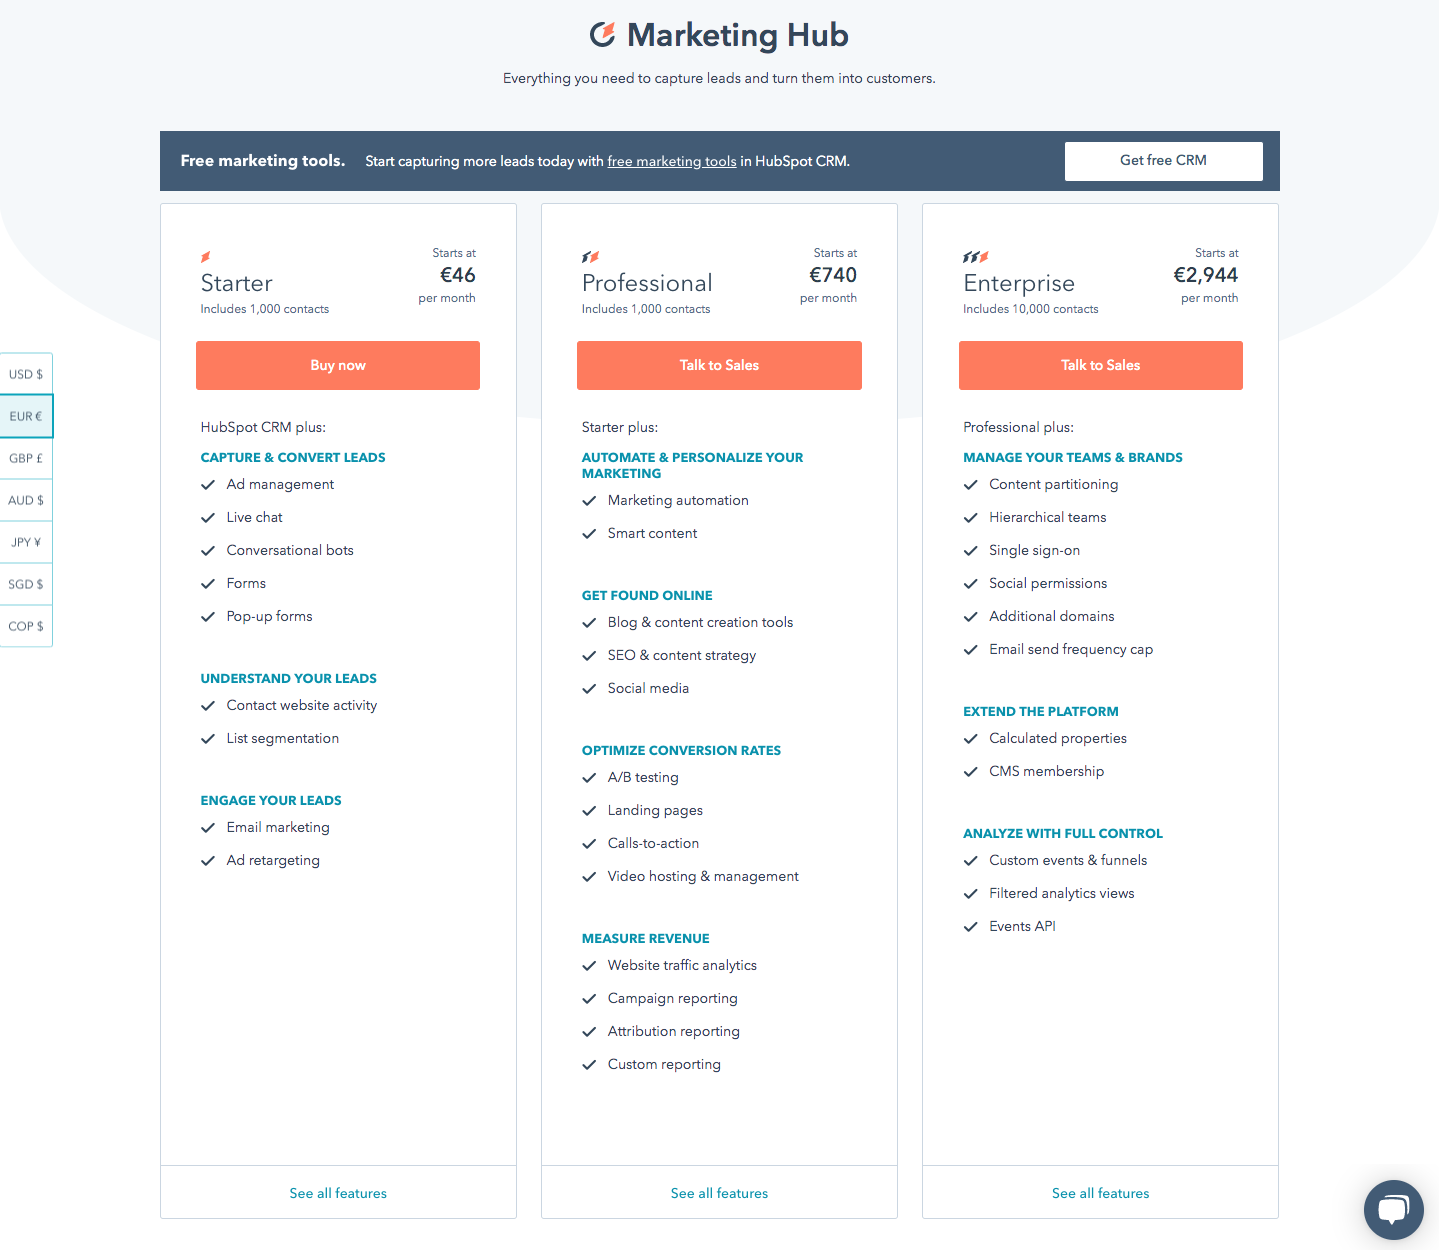 Marketing Hub
Everything you need to capture leads and turn them into customers.
Free marketing tools. Start capturing more leads today with free marketing tools in HubSpot CRM.
Get free CRM
Starter
Includes 1,000 contacts
Starts at
€46
per month
Buy now
HubSpot CRM plus:
CAPTURE & CONVERT LEADS
Ad management
Live chat
Conversational bots
Forms
Pop-up forms
UNDERSTAND YOUR LEADS
Contact website activity
List segmentation
ENGAGE YOUR LEADS
Email marketing
Ad retargeting
See all features
Professional
Includes 1,000 contacts
Starts at
€740
per month
Talk to Sales
Starter plus:
AUTOMATE & PERSONALIZE YOUR
MARKETING
Marketing automation
Smart content
GET FOUND ONLINE
Blog & content creation tools
SEO & content strategy
Social media
OPTIMIZE CONVERSION RATES
A/B testing
Landing pages
Calls-to-action
Video hosting & management
MEASURE REVENUE
Website traffic analytics
Campaign reporting
Attribution reporting
Custom reporting
See all features
Enterprise
Includes 10,000 contacts
Starts at
€2,944
per month
Talk to Sales
Professional plus:
MANAGE YOUR TEAMS & BRANDS
Content partitioning
Hierarchical teams
Single sign-on
Social permissions
Additional domains
Email send frequency cap
EXTEND THE PLATFORM
Calculated properties
CMS membership
ANALYZE WITH FULL CONTROL
Custom events & funnels
Filtered analytics views
Events API
See all features
USD $
EUR €
GBP £
AUD $
JPY ¥
SGD $
COP $